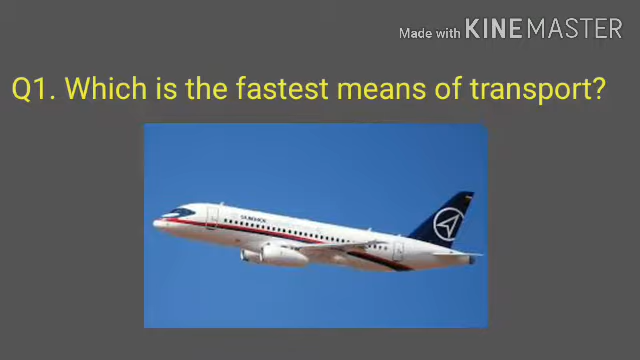 Made with KINEMASTER
Q1. Which is the fastest means of transport?